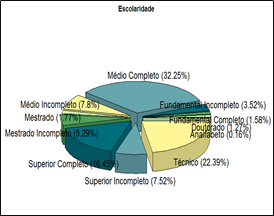 Escolaridade
Médio Completo (32.25%)
Médio Incompleto (7.8%)
Fundamental Incompleto (3.52%)
Mestrado (1.77%)
Fundamental Completo (1.58%)
Doutorado (1.27%)
Mestrado Incompleto (5.29%)
Analfabeto (0.16%)
Superior Completo (16.45%)
Técnico (22.39%)
Superior Incompleto (7.52%)